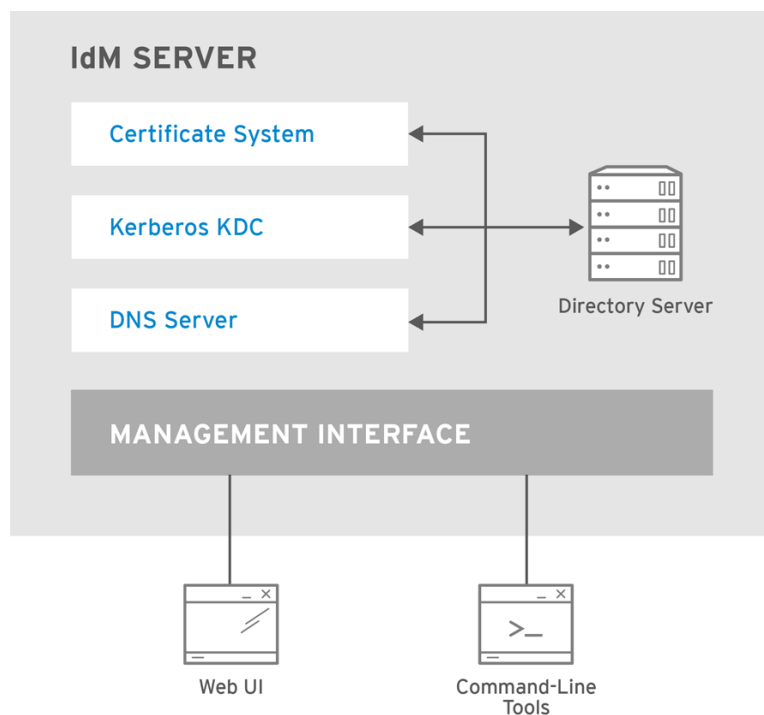 IdM SERVER
Certificate System
Kerberos KDC
DNS Server
Directory Server
MANAGEMENT INTERFACE
>_
Web UI
Command-Line
Tools